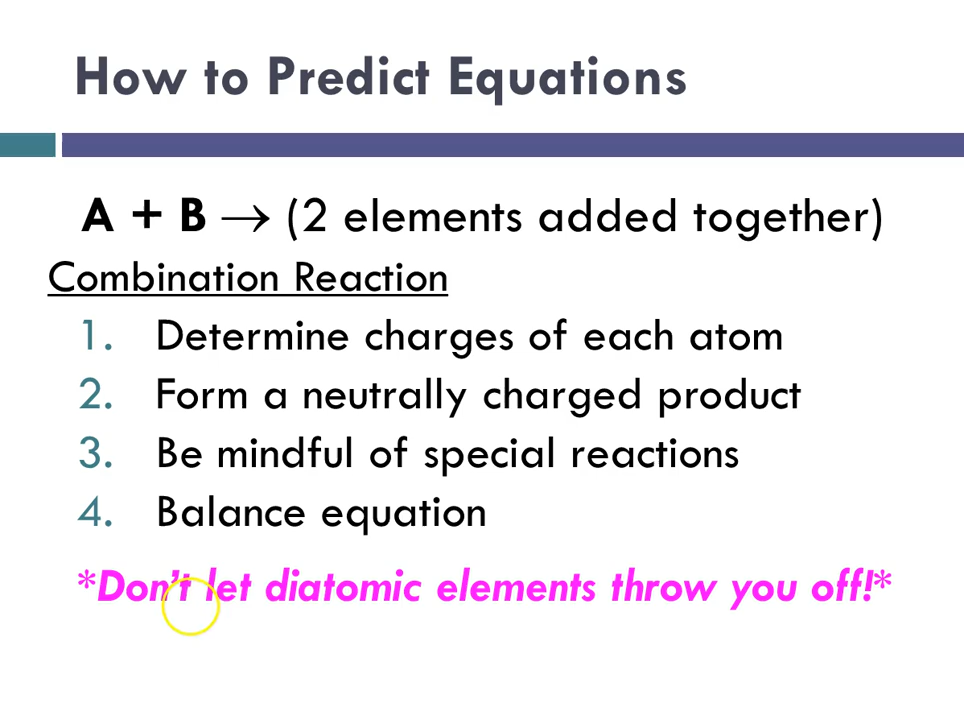 How to Predict Equations
A + B → (2 elements added together)
Combination Reaction
1. Determine charges of each atom
2. Form a neutrally charged product
3. Be mindful of special reactions
4. Balance equation
*Don't let diatomic elements throw you off!*